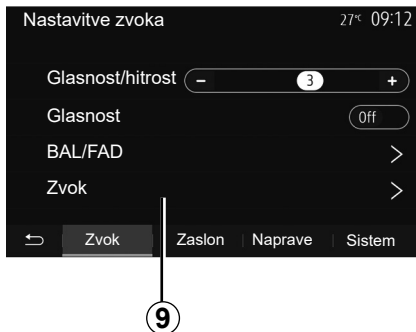 Nastavitve zvoka 27°C 09:12
Glasnost/hitrost – 3 +
Glasnost Off
BAL/FAD >
Zvok >
Zvok Zaslon Naprave Sistem
9